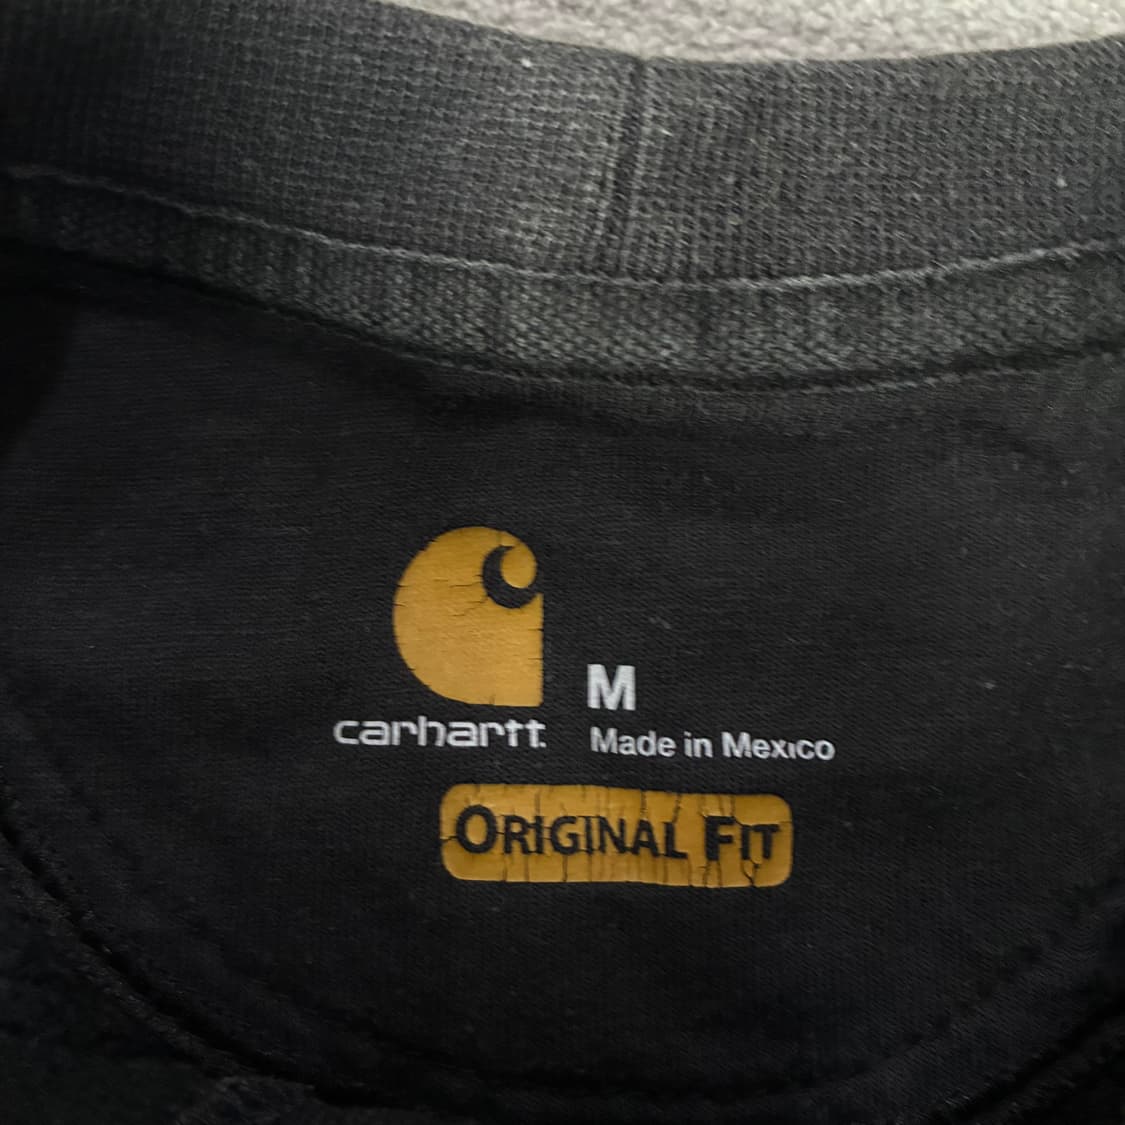 M
carhartt.
Made in Mexico
ORIGINAL FIT